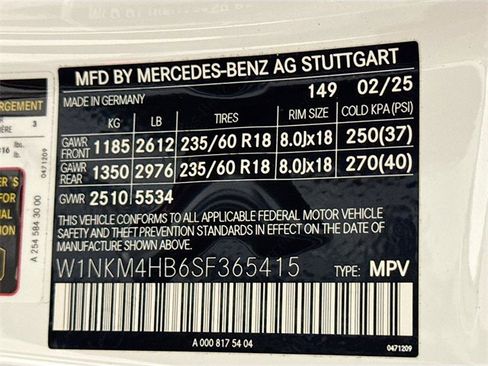 MFD BY MERCEDES-BENZ AG STUTTGART
MADE IN GERMANY 149 02/25
KG LB TIRES RIM SIZE COLD KPA (PSI)
GAWR FRONT 1185 2612 235/60 R18 8.0Jx18 250(37)
GAWR REAR 1350 2976 235/60 R18 8.0Jx18 270(40)
GVWR 2510 5534
THIS VEHICLE CONFORMS TO ALL APPLICABLE FEDERAL MOTOR VEHICLE
SAFETY AND THEFT PREVENTION STANDARDS IN EFFECT ON THE DATE
OF MANUFACTURE SHOWN ABOVE.
W1NKM4HB6SF365415 TYPE: MPV
A 000 817 54 04
0471209
3
lbs.
0471209
A 254 584 30 00
FOR